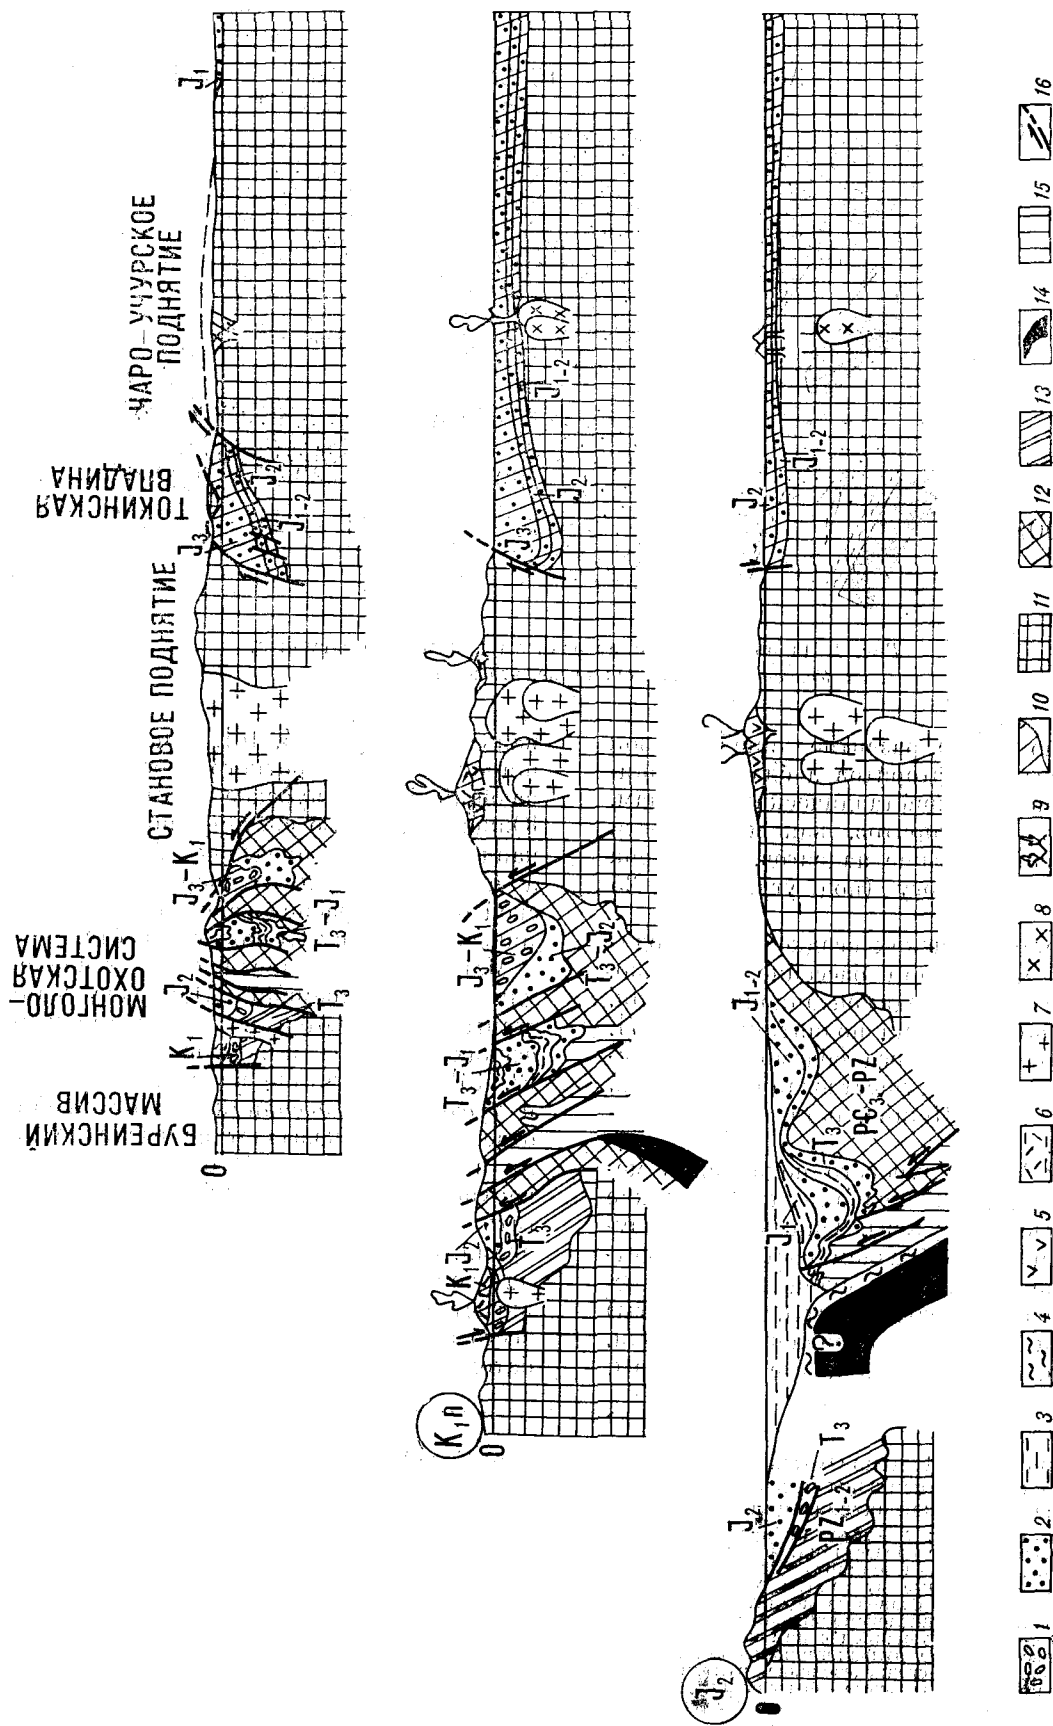 БУРЕИНСКИЙ
МАССИВ
МОНГОЛО-
ОХОТСКАЯ
СИСТЕМА
СТАНОВОЕ ПОДНЯТИЕ
ТОКИНСКАЯ
ВПАДИНА
ЧАРО-УЧУРСКОЕ
ПОДНЯТИЕ
0
K₁
J₂
T₃
J₃-K₁
T₃-J₁
J₃
J₂
J₁-₂
J₁
K₁n
0
K₁
J₂
T₃
T₃-J₁
J₃-K₁
T₃-J₂
J₃
J₂
J₁-₂
J₂
J₂
T₃
PZ₁-₂
?
J₁
T₃
PЄ₃-PZ
J₁-₂
J₂
J₁-₂
1 2 3 4 5 6 7 8 9 10 11 12 13 14 15 16